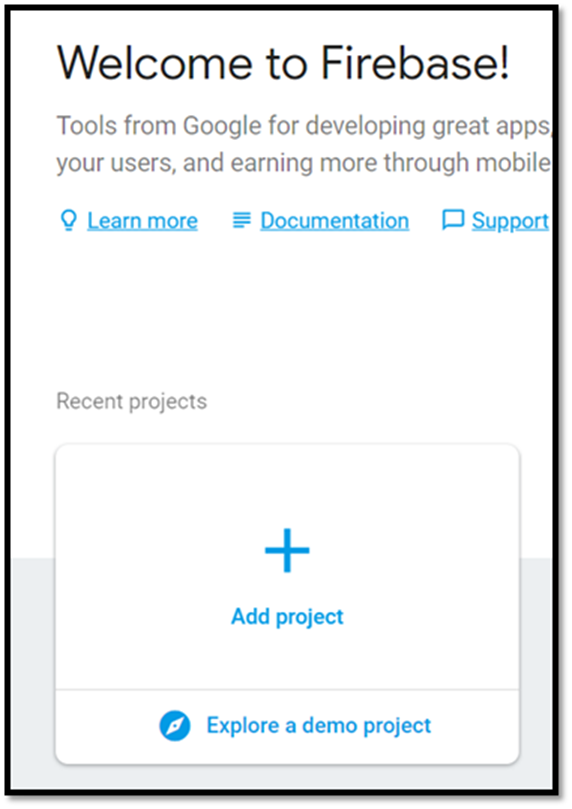 Welcome to Firebase!
Tools from Google for developing great apps,
your users, and earning more through mobile
Learn more Documentation Support
Recent projects
Add project
Explore a demo project